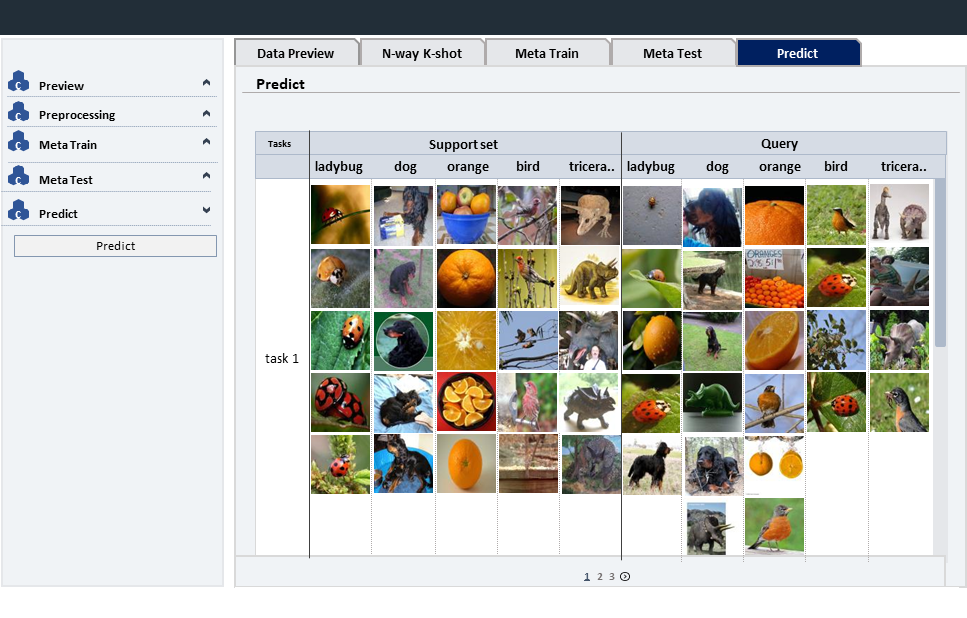 Data Preview
N-way K-shot
Meta Train
Meta Test
Predict
Preview
Preprocessing
Meta Train
Meta Test
Predict
Predict
Predict
Tasks
Support set
Query
ladybug
dog
orange
bird
tricera..
ladybug
dog
orange
bird
tricera..
ORANGES
task 1
1 2 3